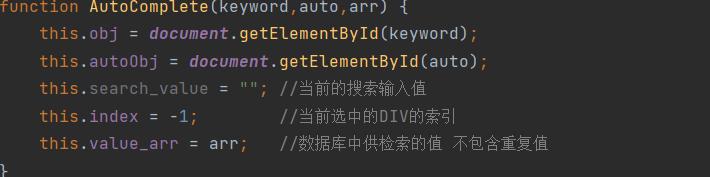 function AutoComplete(keyword,auto,arr) {
this.obj = document.getElementById(keyword);
this.autoObj = document.getElementById(auto);
this.search_value = ""; //当前的搜索输入值
this.index = -1; //当前选中的DIV的索引
this.value_arr = arr; //数据库中供检索的值 不包含重复值
}